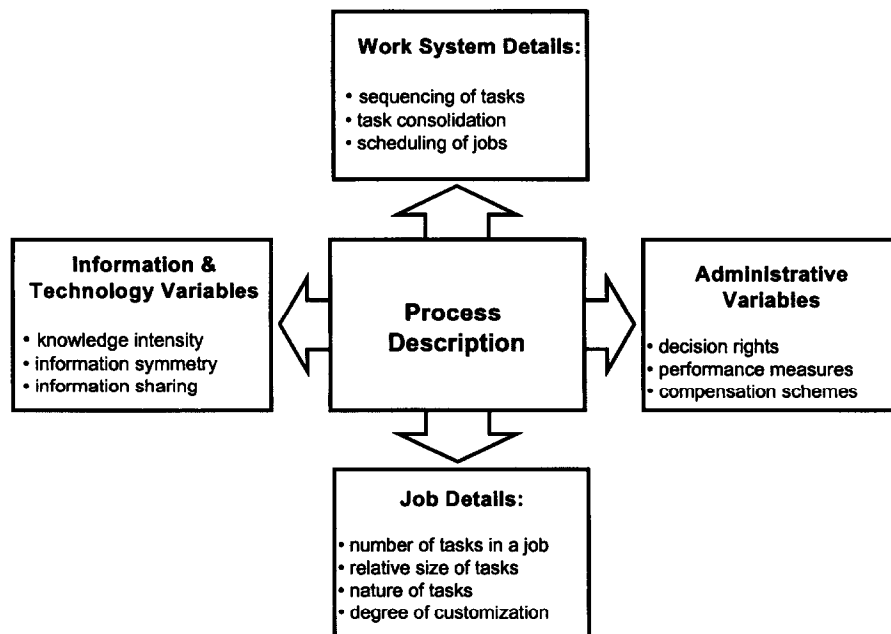 Work System Details:
• sequencing of tasks
• task consolidation
• scheduling of jobs
Information &
Technology Variables
• knowledge intensity
• information symmetry
• information sharing
Process
Description
Administrative
Variables
• decision rights
• performance measures
• compensation schemes
Job Details:
• number of tasks in a job
• relative size of tasks
• nature of tasks
• degree of customization